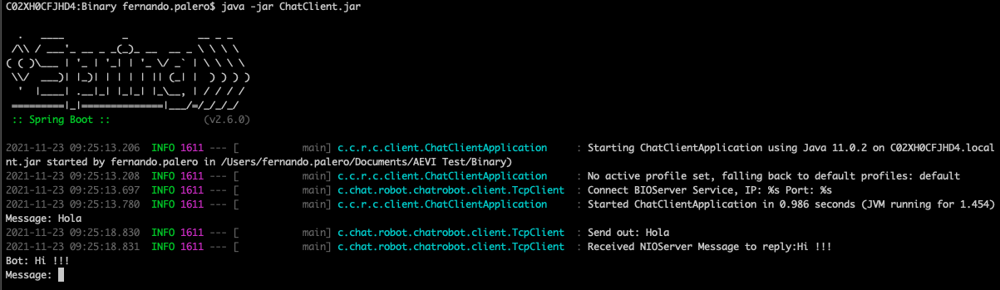 C02XH0CFJHD4:Binary fernando.palero$ java -jar ChatClient.jar
  .   ____          _            __ _ _
 /\\ / ___'_ __ _ _(_)_ __  __ _ \ \ \ \
( ( )\___ | '_ | '_| | '_ \/ _` | \ \ \ \
 \\/  ___)| |_)| | | | | || (_| |  ) ) ) )
  '  |____| .__|_| |_|_| |_\__, | / / / /
 =========|_|==============|___/=/_/_/_/
 :: Spring Boot ::                (v2.6.0)
2021-11-23 09:25:13.206  INFO 1611 --- [           main] c.c.r.c.client.ChatClientApplication     : Starting ChatClientApplication using Java 11.0.2 on C02XH0CFJHD4.local
nt.jar started by fernando.palero in /Users/fernando.palero/Documents/AEVI Test/Binary)
2021-11-23 09:25:13.208  INFO 1611 --- [           main] c.c.r.c.client.ChatClientApplication     : No active profile set, falling back to default profiles: default
2021-11-23 09:25:13.697  INFO 1611 --- [           main] c.chat.robot.chatrobot.client.TcpClient  : Connect BIOServer Service, IP: %s Port: %s
2021-11-23 09:25:13.780  INFO 1611 --- [           main] c.c.r.c.client.ChatClientApplication     : Started ChatClientApplication in 0.986 seconds (JVM running for 1.454)
Message: Hola
2021-11-23 09:25:18.830  INFO 1611 --- [           main] c.chat.robot.chatrobot.client.TcpClient  : Send out: Hola
2021-11-23 09:25:18.831  INFO 1611 --- [           main] c.chat.robot.chatrobot.client.TcpClient  : Received NIOServer Message to reply:Hi !!!
Bot: Hi !!!
Message: